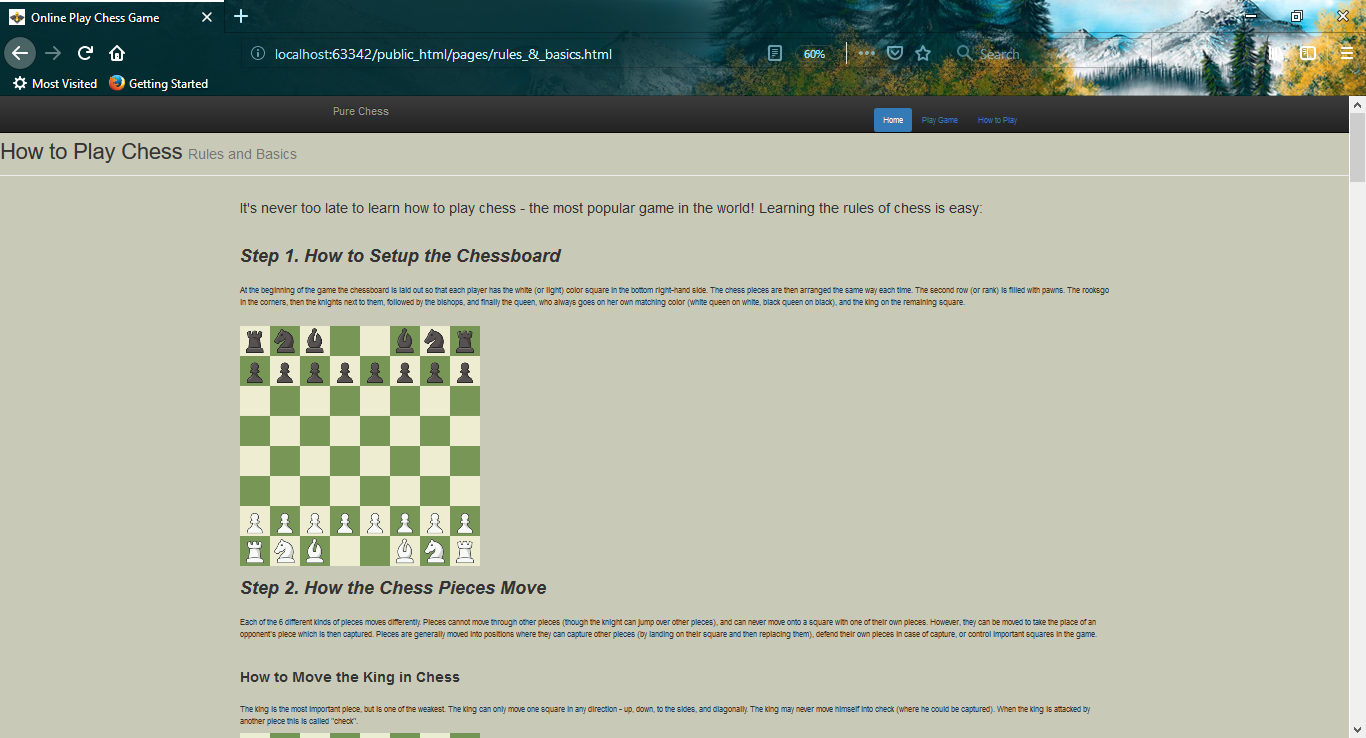 Online Play Chess Game
localhost:63342/public_html/pages/rules_&_basics.html
60%
Search
Most Visited
Getting Started
Pure Chess
Home
Play Game
How to Play
How to Play Chess Rules and Basics
It's never too late to learn how to play chess - the most popular game in the world! Learning the rules of chess is easy:
Step 1. How to Setup the Chessboard
At the beginning of the game the chessboard is laid out so that each player has the white (or light) color square in the bottom right-hand side. The chess pieces are then arranged the same way each time. The second row (or rank) is filled with pawns. The rooksgo
in the corners, then the knights next to them, followed by the bishops, and finally the queen, who always goes on her own matching color (white queen on white, black queen on black), and the king on the remaining square.
Step 2. How the Chess Pieces Move
Each of the 6 different kinds of pieces moves differently. Pieces cannot move through other pieces (though the knight can jump over other pieces), and can never move onto a square with one of their own pieces. However, they can be moved to take the place of an
opponent's piece which is then captured. Pieces are generally moved into positions where they can capture other pieces (by landing on their square and then replacing them), defend their own pieces in case of capture, or control important squares in the game.
How to Move the King in Chess
The king is the most important piece, but is one of the weakest. The king can only move one square in any direction - up, down, to the sides, and diagonally. The king may never move himself into check (where he could be captured). When the king is attacked by
another piece this is called "check".